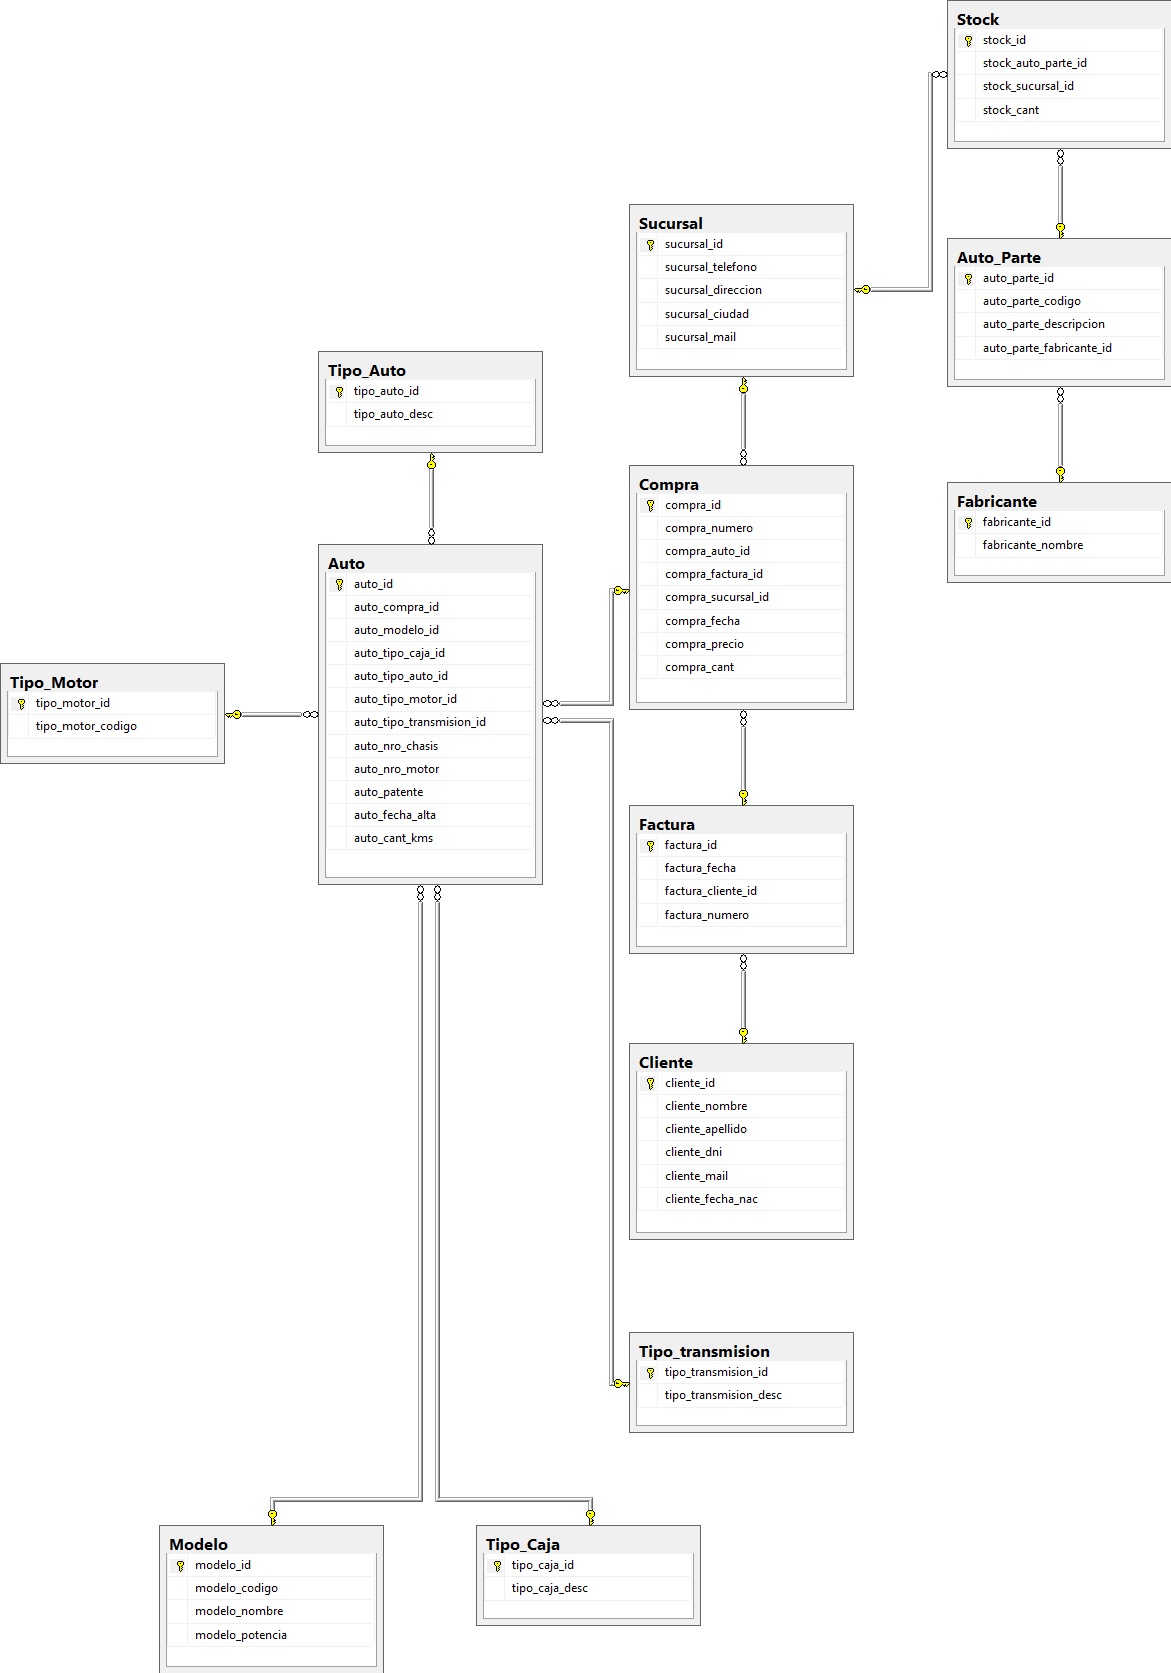 Stock
stock_id
stock_auto_parte_id
stock_sucursal_id
stock_cant
Sucursal
sucursal_id
sucursal_telefono
sucursal_direccion
sucursal_ciudad
sucursal_mail
Auto_Parte
auto_parte_id
auto_parte_codigo
auto_parte_descripcion
auto_parte_fabricante_id
Tipo_Auto
tipo_auto_id
tipo_auto_desc
Compra
compra_id
compra_numero
compra_auto_id
compra_factura_id
compra_sucursal_id
compra_fecha
compra_precio
compra_cant
Fabricante
fabricante_id
fabricante_nombre
Auto
auto_id
auto_compra_id
auto_modelo_id
auto_tipo_caja_id
auto_tipo_auto_id
auto_tipo_motor_id
auto_tipo_transmision_id
auto_nro_chasis
auto_nro_motor
auto_patente
auto_fecha_alta
auto_cant_kms
Tipo_Motor
tipo_motor_id
tipo_motor_codigo
Factura
factura_id
factura_fecha
factura_cliente_id
factura_numero
Cliente
cliente_id
cliente_nombre
cliente_apellido
cliente_dni
cliente_mail
cliente_fecha_nac
Tipo_transmision
tipo_transmision_id
tipo_transmision_desc
Modelo
modelo_id
modelo_codigo
modelo_nombre
modelo_potencia
Tipo_Caja
tipo_caja_id
tipo_caja_desc